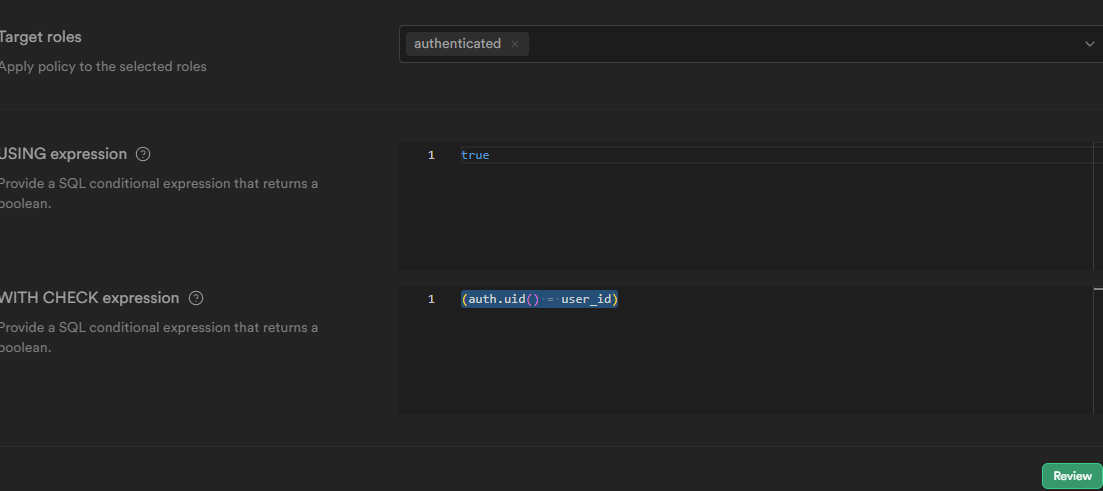 Target roles
authenticated ×
Apply policy to the selected roles
USING expression ?
Provide a SQL conditional expression that returns a
boolean.
1 true
WITH CHECK expression ?
Provide a SQL conditional expression that returns a
boolean.
1 (auth.uid() = user_id)
Review